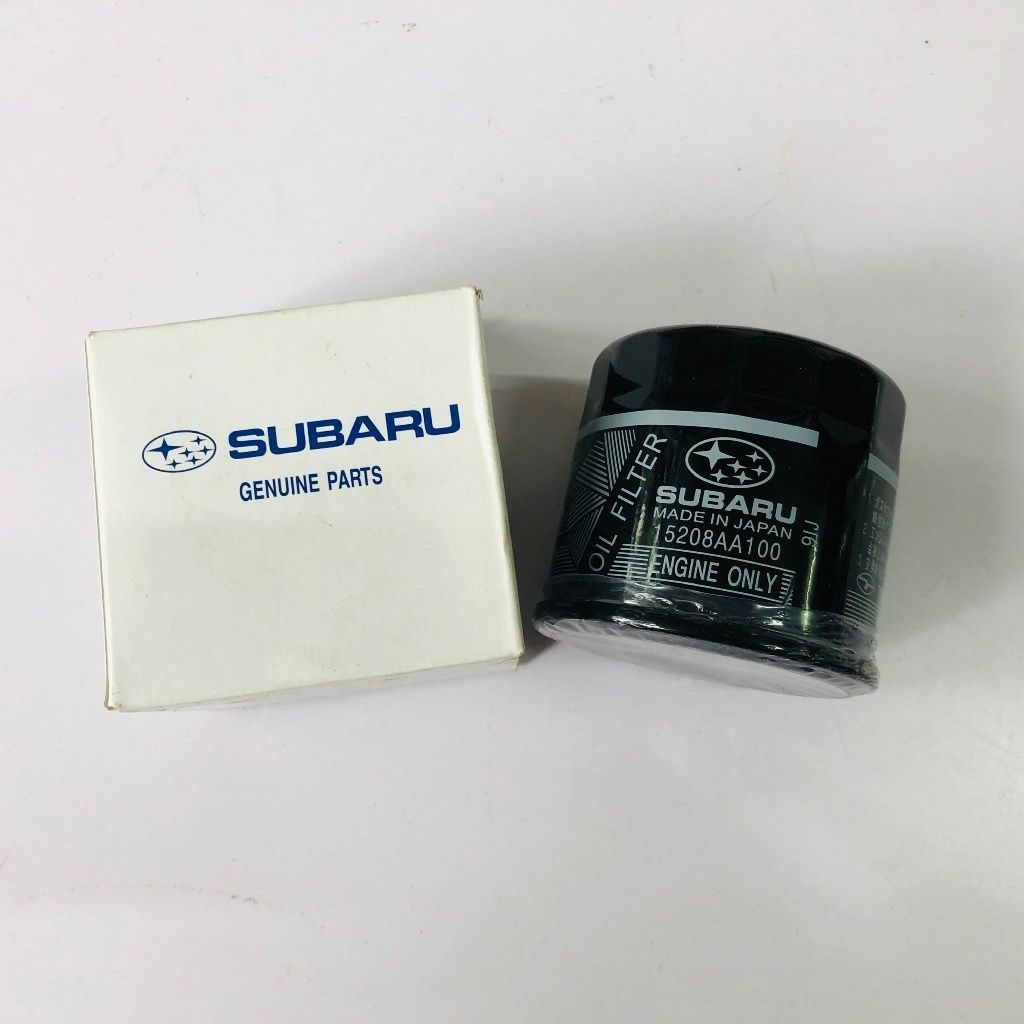 SUBARU
GENUINE PARTS
OIL FILTER
SUBARU
MADE IN JAPAN
15208AA100
ENGINE ONLY